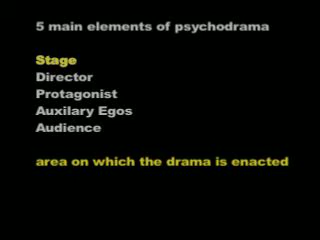 5 main elements of psychodrama
Stage
Director
Protagonist
Auxilary Egos
Audience
area on which the drama is enacted